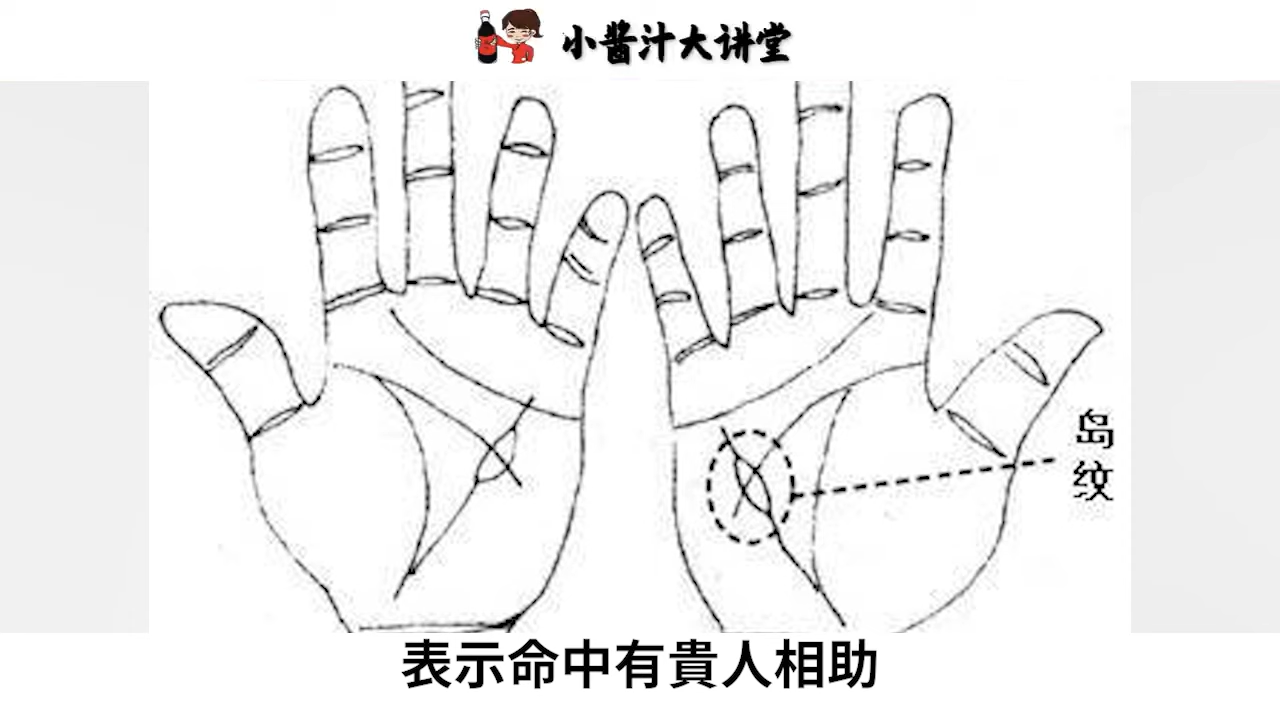 小酱汁大讲堂
岛
纹
表示命中有貴人相助